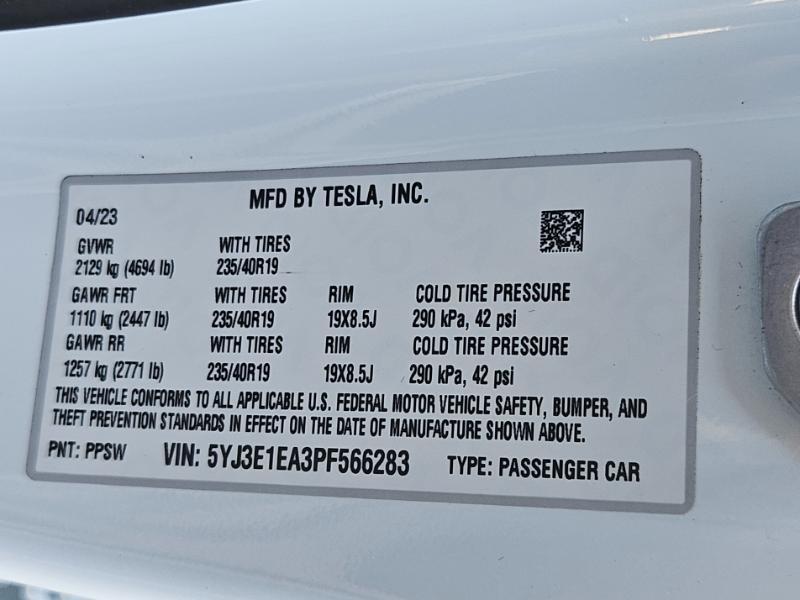 MFD BY TESLA, INC.
04/23
GVWR WITH TIRES
2129 kg (4694 lb) 235/40R19
GAWR FRT WITH TIRES RIM COLD TIRE PRESSURE
1110 kg (2447 lb) 235/40R19 19X8.5J 290 kPa, 42 psi
GAWR RR WITH TIRES RIM COLD TIRE PRESSURE
1257 kg (2771 lb) 235/40R19 19X8.5J 290 kPa, 42 psi
THIS VEHICLE CONFORMS TO ALL APPLICABLE U.S. FEDERAL MOTOR VEHICLE SAFETY, BUMPER, AND
THEFT PREVENTION STANDARDS IN EFFECT ON THE DATE OF MANUFACTURE SHOWN ABOVE.
PNT: PPSW VIN: 5YJ3E1EA3PF566283 TYPE: PASSENGER CAR